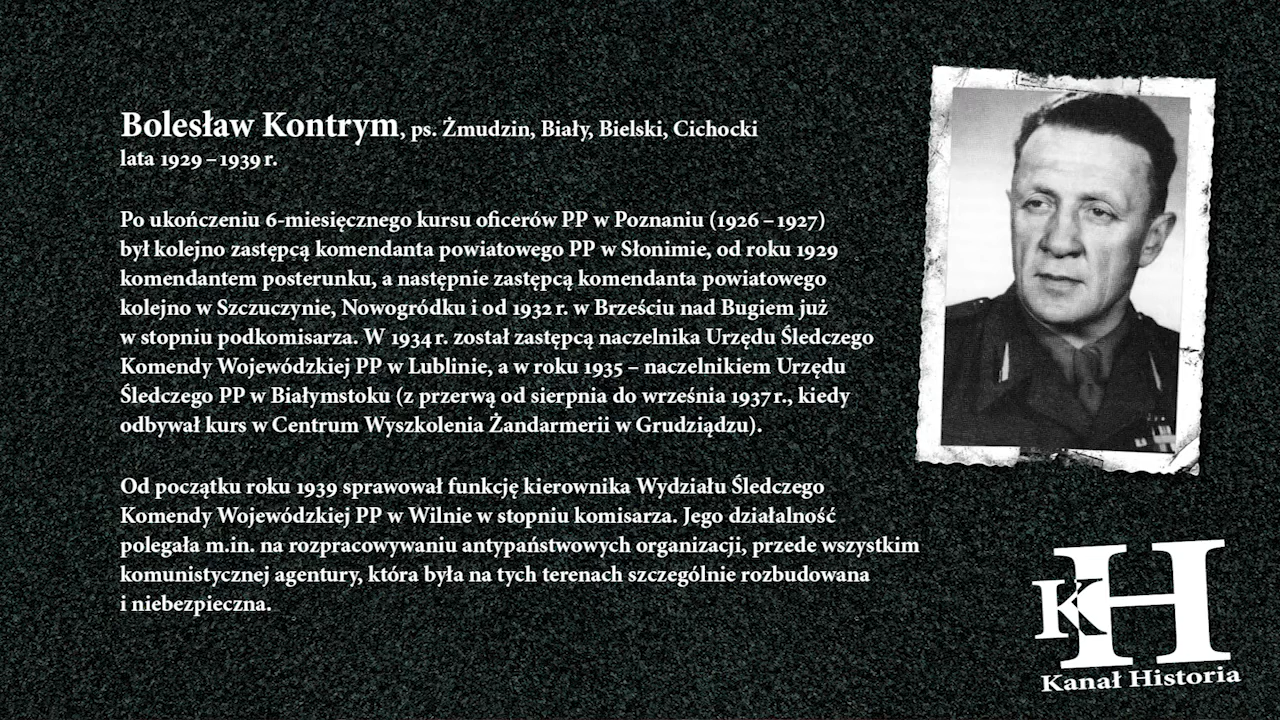 Bolesław Kontrym, ps. Żmudzin, Biały, Bielski, Cichocki
lata 1929 – 1939 r.
Po ukończeniu 6-miesięcznego kursu oficerów PP w Poznaniu (1926 – 1927)
był kolejno zastępcą komendanta powiatowego PP w Słonimie, od roku 1929
komendantem posterunku, a następnie zastępcą komendanta powiatowego
kolejno w Szczuczynie, Nowogródku i od 1932 r. w Brześciu nad Bugiem już
w stopniu podkomisarza. W 1934 r. został zastępcą naczelnika Urzędu Śledczego
Komendy Wojewódzkiej PP w Lublinie, a w roku 1935 – naczelnikiem Urzędu
Śledczego PP w Białymstoku (z przerwą od sierpnia do września 1937 r., kiedy
odbywał kurs w Centrum Wyszkolenia Żandarmerii w Grudziądzu).
Od początku roku 1939 sprawował funkcję kierownika Wydziału Śledczego
Komendy Wojewódzkiej PP w Wilnie w stopniu komisarza. Jego działalność
polegała m.in. na rozpracowywaniu antypaństwowych organizacji, przede wszystkim
komunistycznej agentury, która była na tych terenach szczególnie rozbudowana
i niebezpieczna.
KH
Kanał Historia